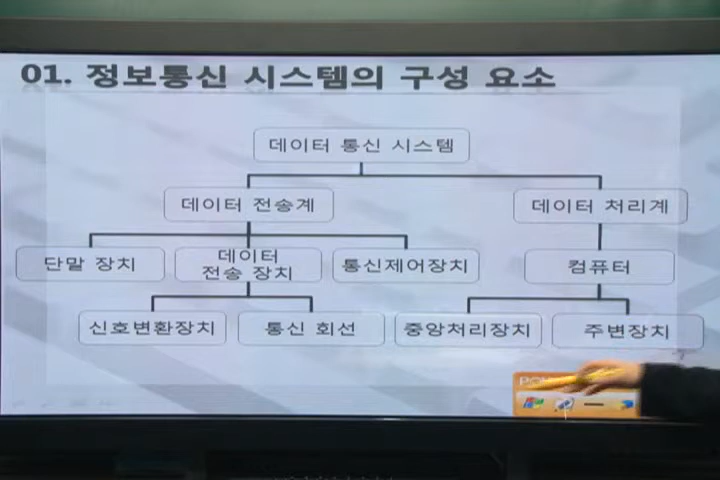 01. 정보통신 시스템의 구성 요소
데이터 통신 시스템
데이터 전송계
데이터 처리계
단말 장치
데이터
전송 장치
통신제어장치
컴퓨터
신호변환장치
통신 회선
중앙처리장치
주변장치